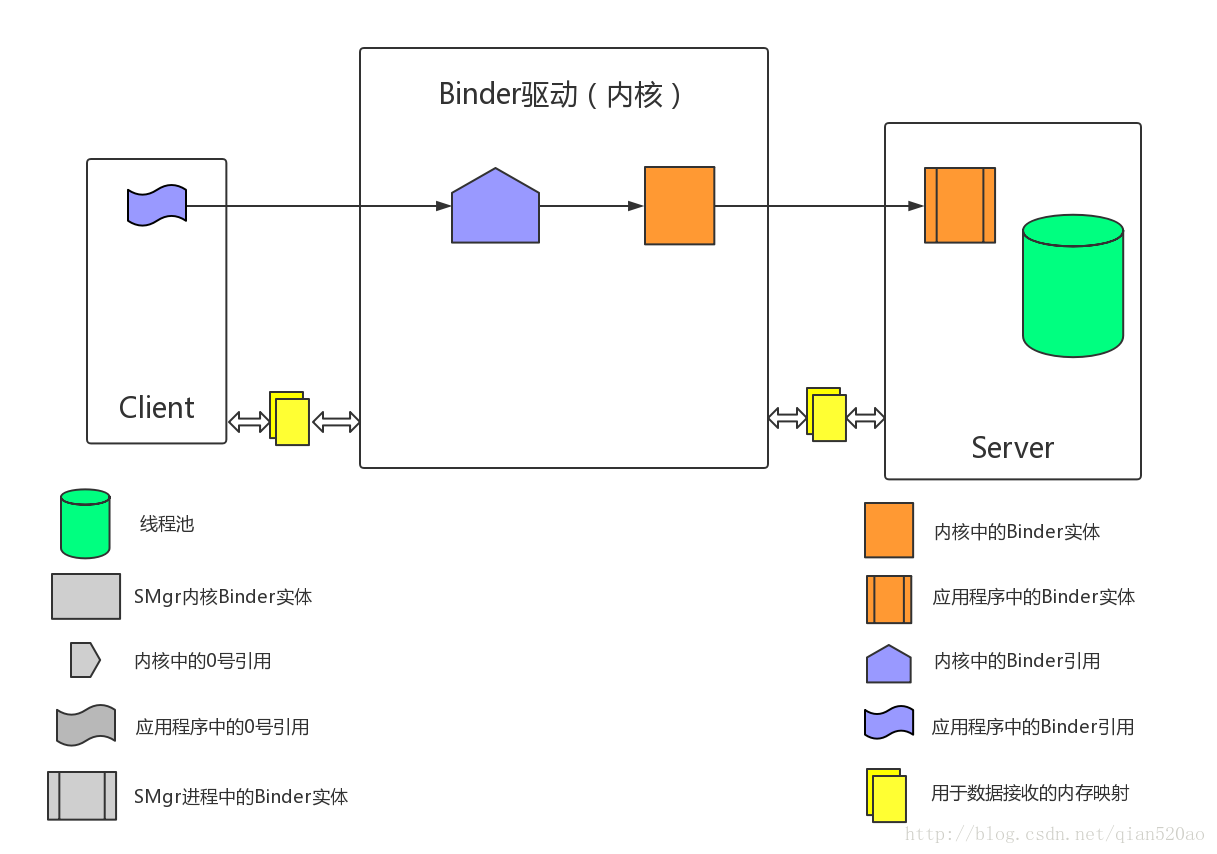 Binder驱动（内核）
Client
Server
线程池
SMgr内核Binder实体
内核中的0号引用
应用程序中的0号引用
SMgr进程中的Binder实体
内核中的Binder实体
应用程序中的Binder实体
内核中的Binder引用
应用程序中的Binder引用
用于数据接收的内存映射
http://blog.csdn.net/qian520ao